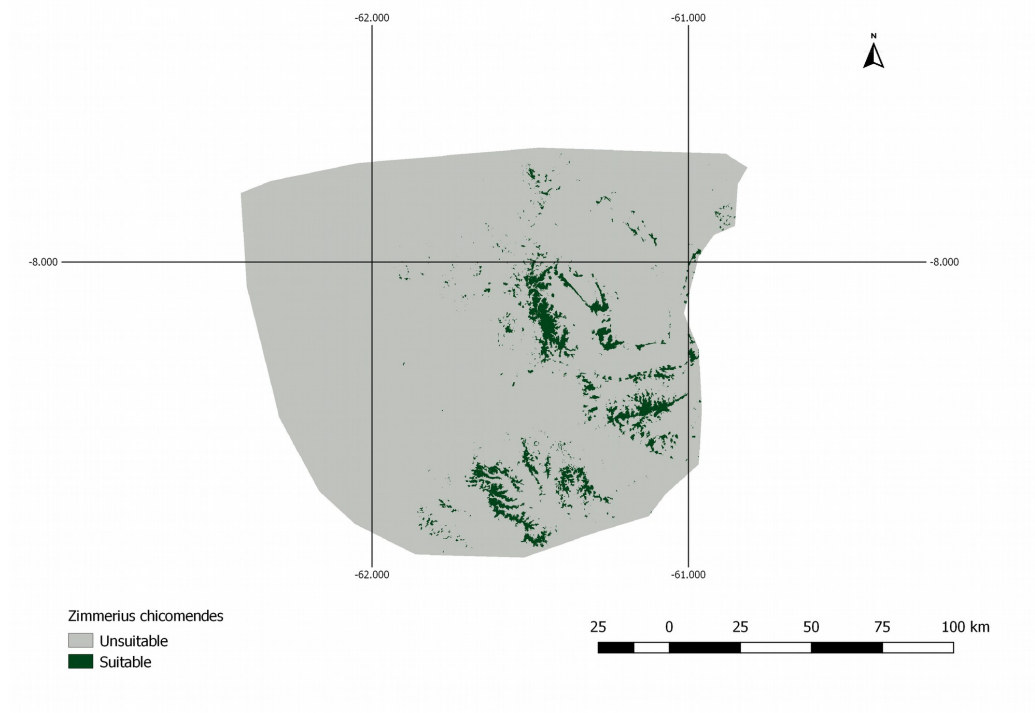 -62.000 -61.000
N
-8.000 -8.000
-62.000 -61.000
Zimmerius chicomendes
Unsuitable
Suitable
25 0 25 50 75 100 km